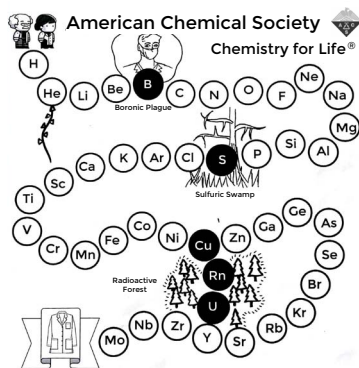 American Chemical Society
Chemistry for Life®
H
He
Li
Be
B
C
N
O
F
Ne
Na
Mg
Al
Si
P
S
Cl
Ar
K
Ca
Sc
Ti
V
Cr
Mn
Fe
Co
Ni
Cu
Zn
Ga
Ge
As
Se
Br
Kr
Rb
Sr
Y
Zr
Nb
Mo
Rn
U
Boronic Plague
Sulfuric Swamp
Radioactive
Forest